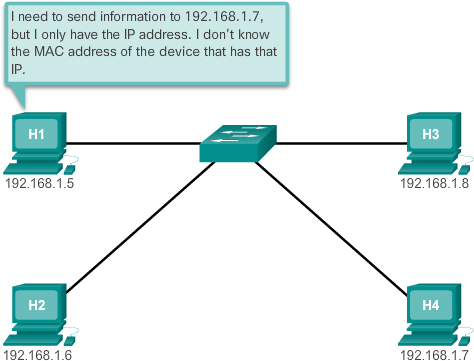 I need to send information to 192.168.1.7,
but I only have the IP address. I don't know
the MAC address of the device that has that
IP.
H1
H3
192.168.1.5
192.168.1.8
H2
H4
192.168.1.6
192.168.1.7